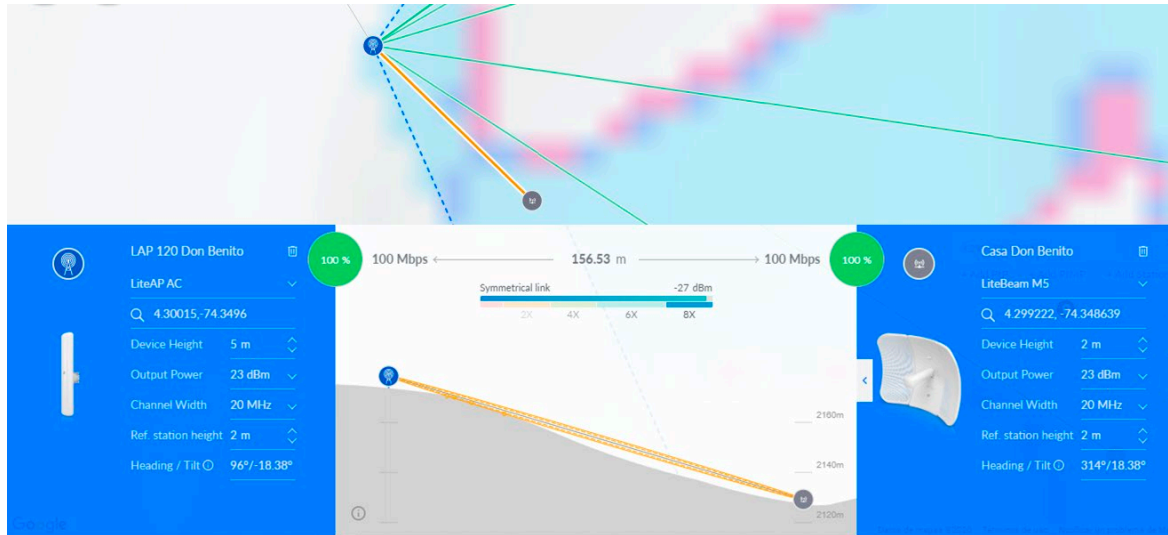 LAP 120 Don Benito
LiteAP AC
4.30015,-74.3496
Device Height 5 m
Output Power 23 dBm
Channel Width 20 MHz
Ref. station height 2 m
Heading / Tilt 96°/-18.38°
Google
100 %
100 Mbps
156.53 m
100 Mbps
100 %
Symmetrical link -27 dBm
2X 4X 6X 8X
2160m
2140m
2120m
Casa Don Benito
LiteBeam M5
4.299222, -74.348639
Device Height 2 m
Output Power 23 dBm
Channel Width 20 MHz
Ref. station height 2 m
Heading / Tilt 314°/18.38°